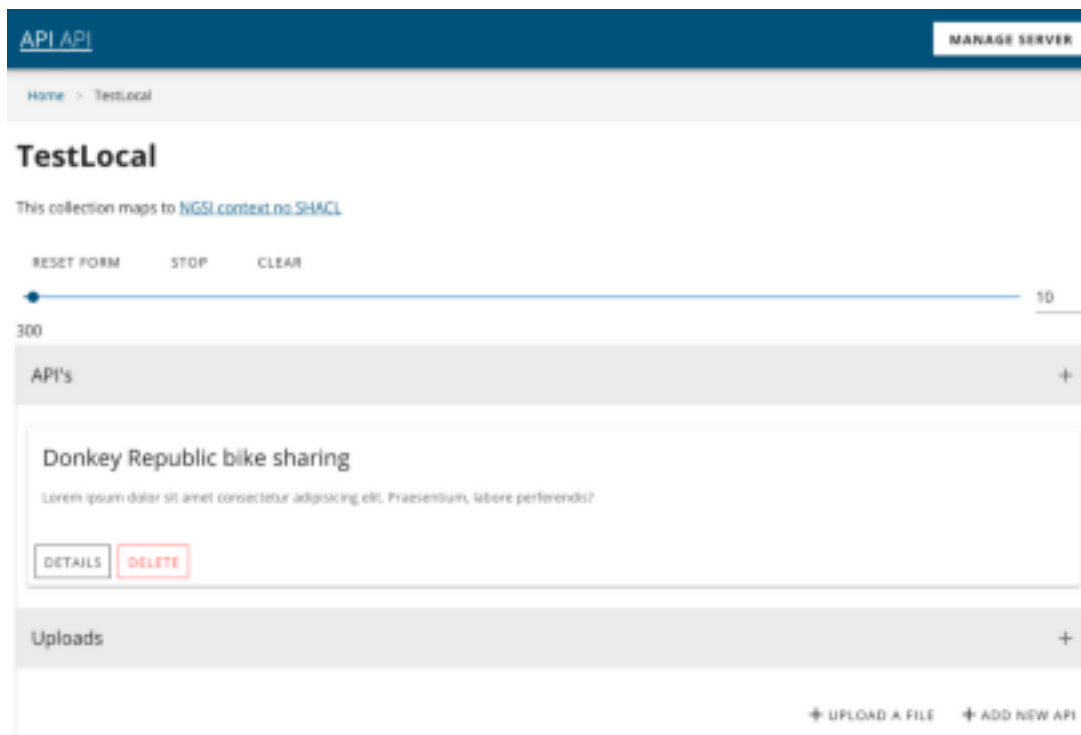 API API
MANAGE SERVER
Home > TestLocal
TestLocal
This collection maps to NGSI context no SHACL
RESET FORM STOP CLEAR
10
300
API's +
Donkey Republic bike sharing
Lorem ipsum dolor sit amet consectetur adipisicing elit. Praesentium, labore perferendis?
DETAILS DELETE
Uploads +
+ UPLOAD A FILE + ADD NEW API